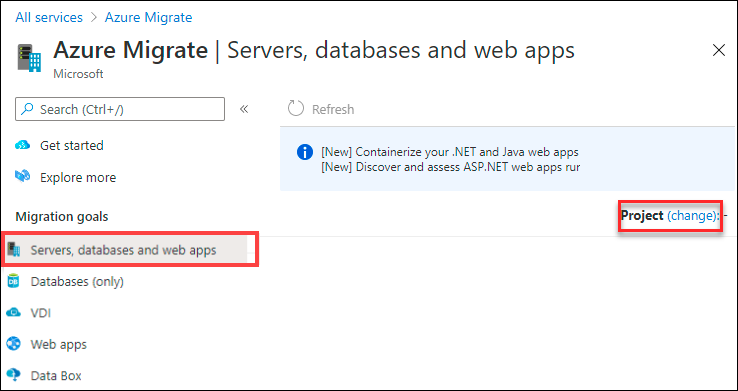 All services > Azure Migrate
Azure Migrate | Servers, databases and web apps
Microsoft
Search (Ctrl+/)
«
Refresh
Get started
Explore more
[New] Containerize your .NET and Java web apps
[New] Discover and assess ASP.NET web apps rur
Project (change): -
Migration goals
Servers, databases and web apps
Databases (only)
VDI
Web apps
Data Box